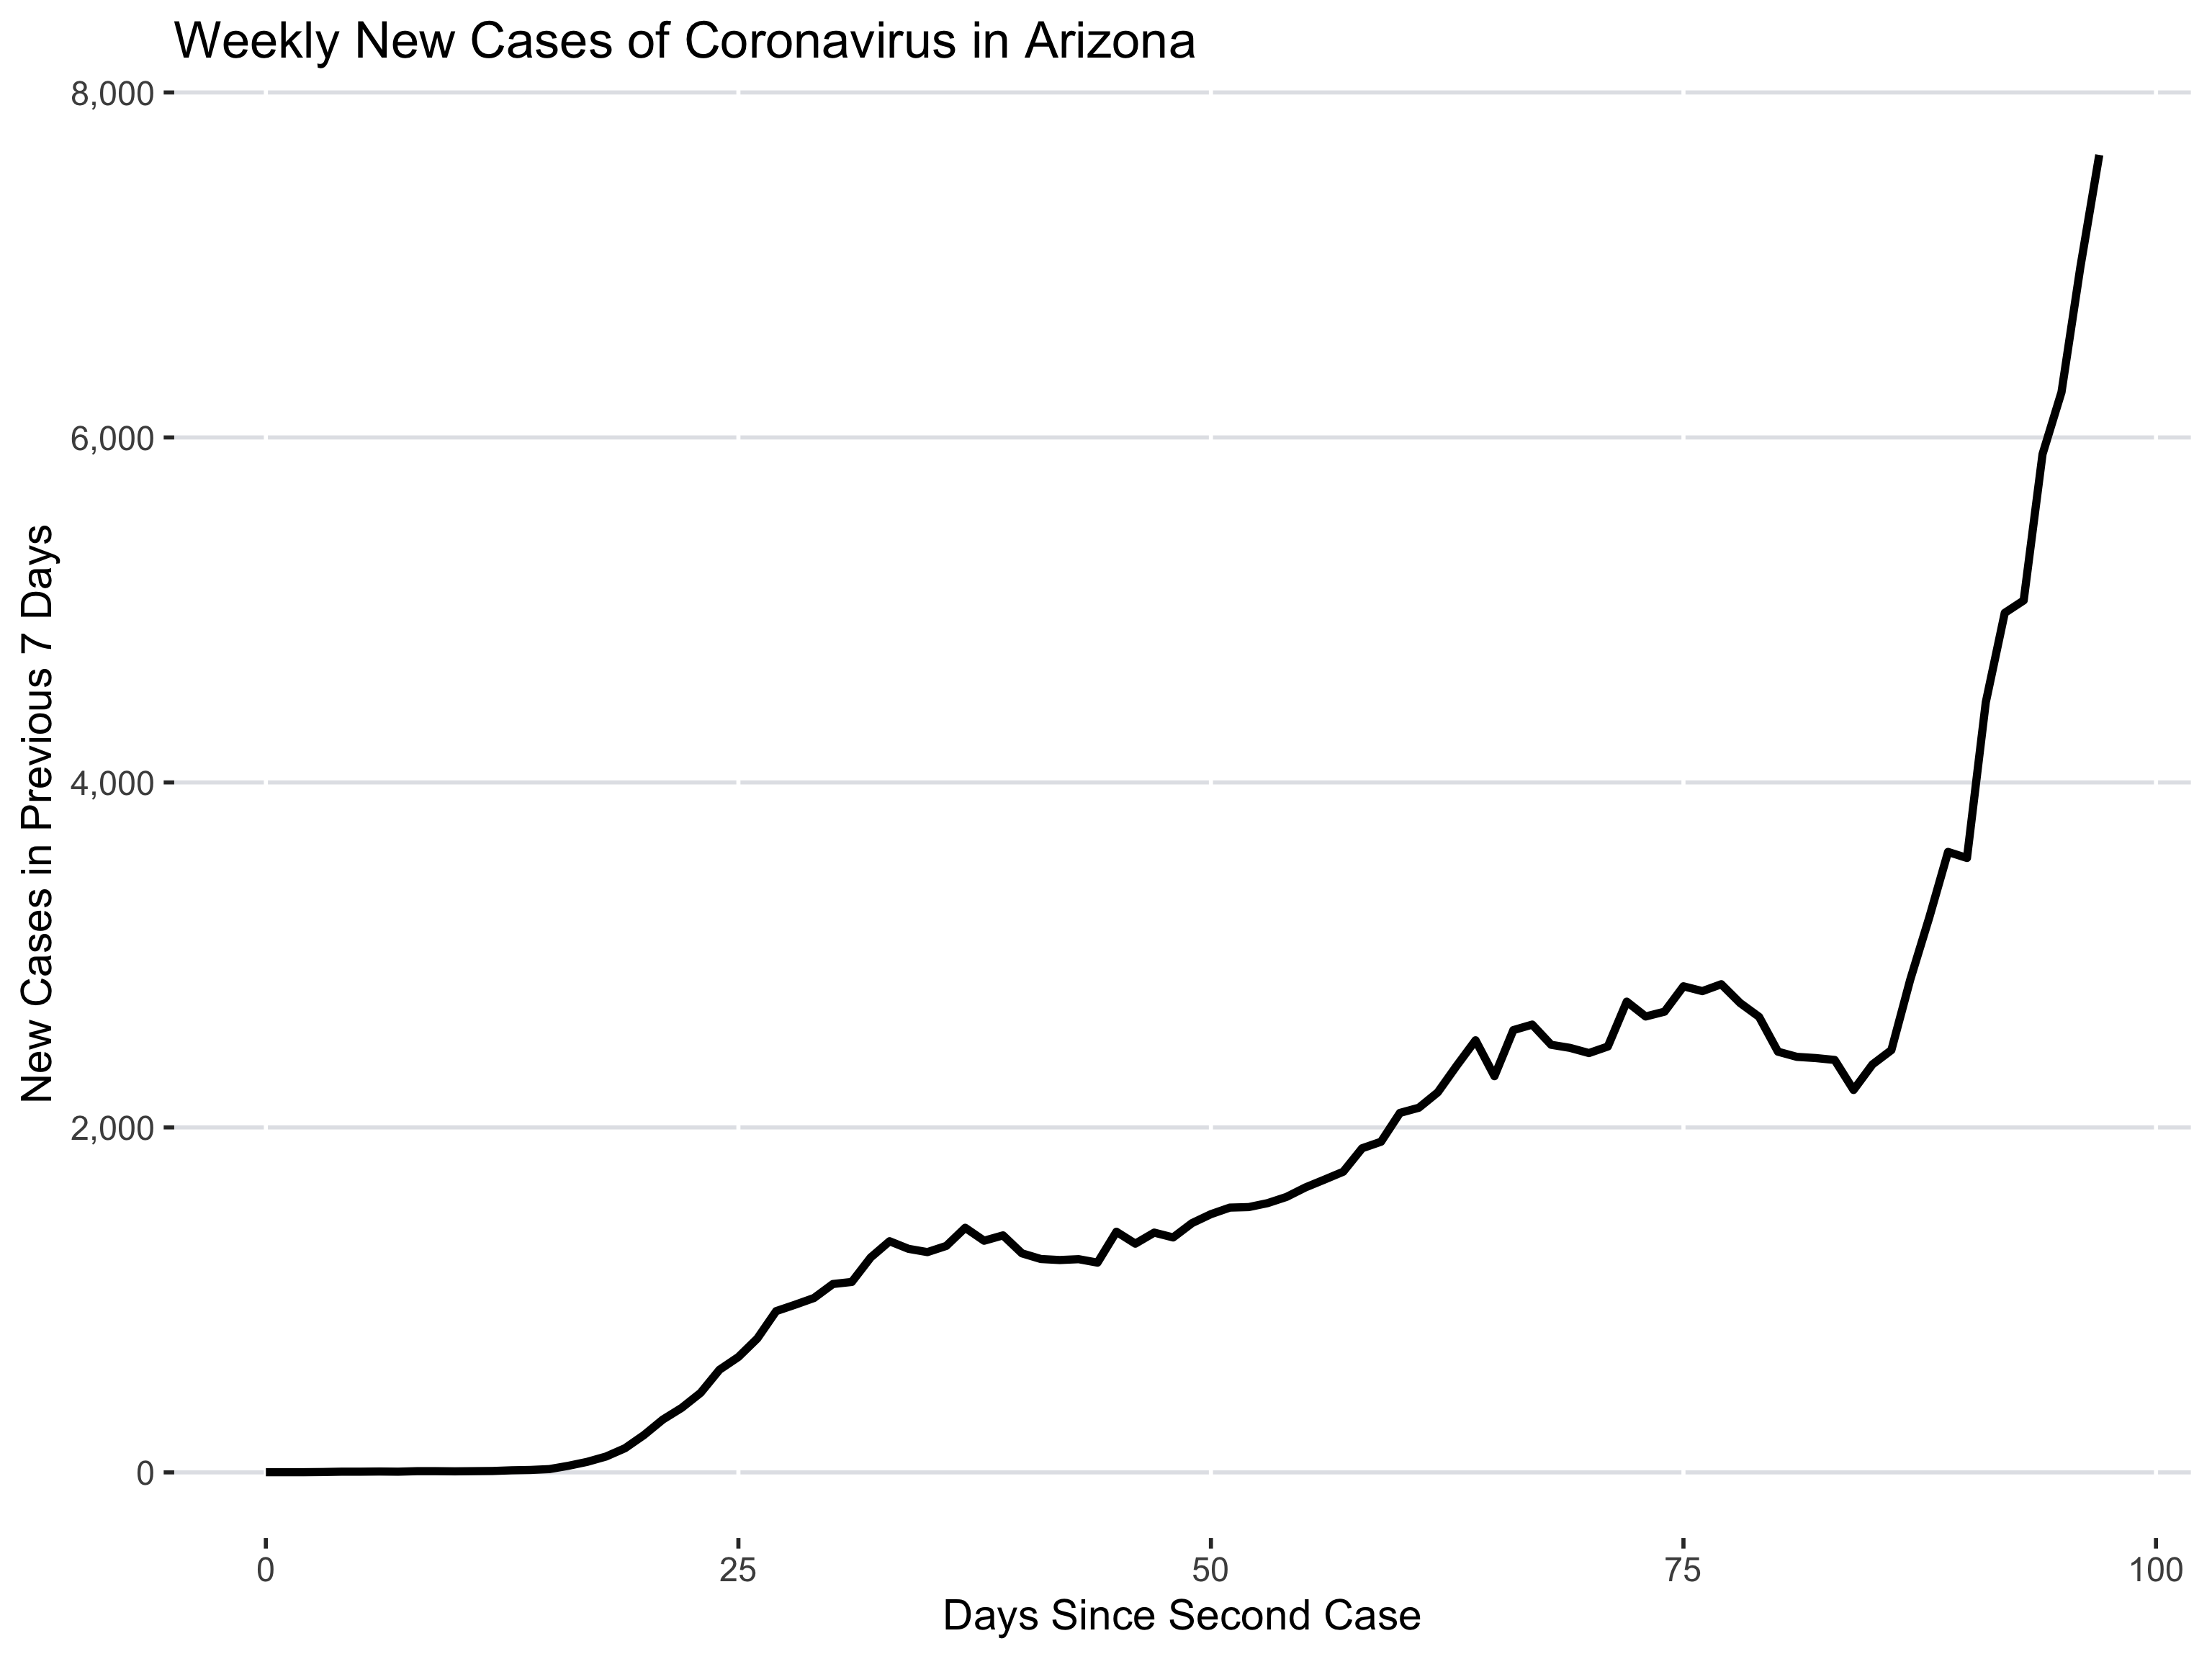 Weekly New Cases of Coronavirus in Arizona
8,000
6,000
4,000
2,000
0
New Cases in Previous 7 Days
0 25 50 75 100
Days Since Second Case